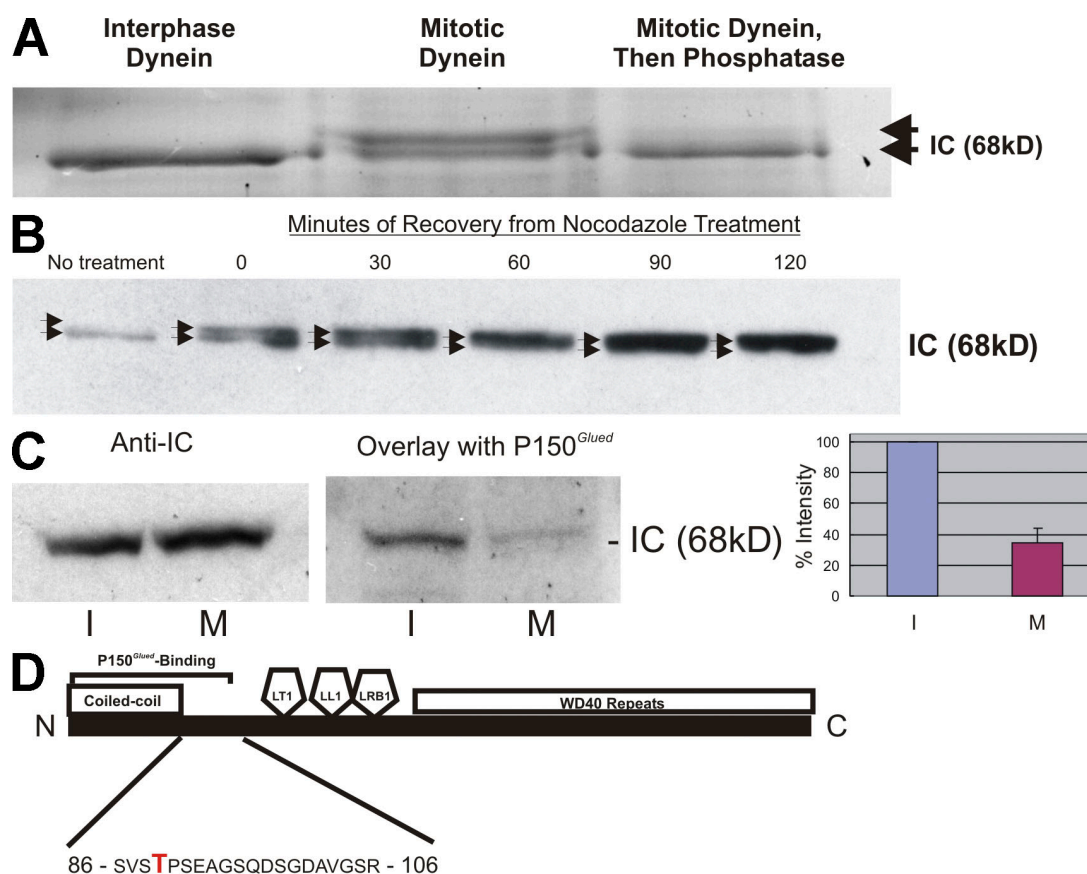 A
Interphase Dynein
Mitotic Dynein
Mitotic Dynein, Then Phosphatase
IC (68kD)
B
Minutes of Recovery from Nocodazole Treatment
No treatment 0 30 60 90 120
IC (68kD)
C
Anti-IC
Overlay with P150Glued
IC (68kD)
I M
I M
% Intensity
100
80
60
40
20
0
I M
D
P150Glued-Binding
Coiled-coil
LT1 LL1 LRB1
WD40 Repeats
N C
86 - SVSTPSEAGSQDSGDAVGSR - 106